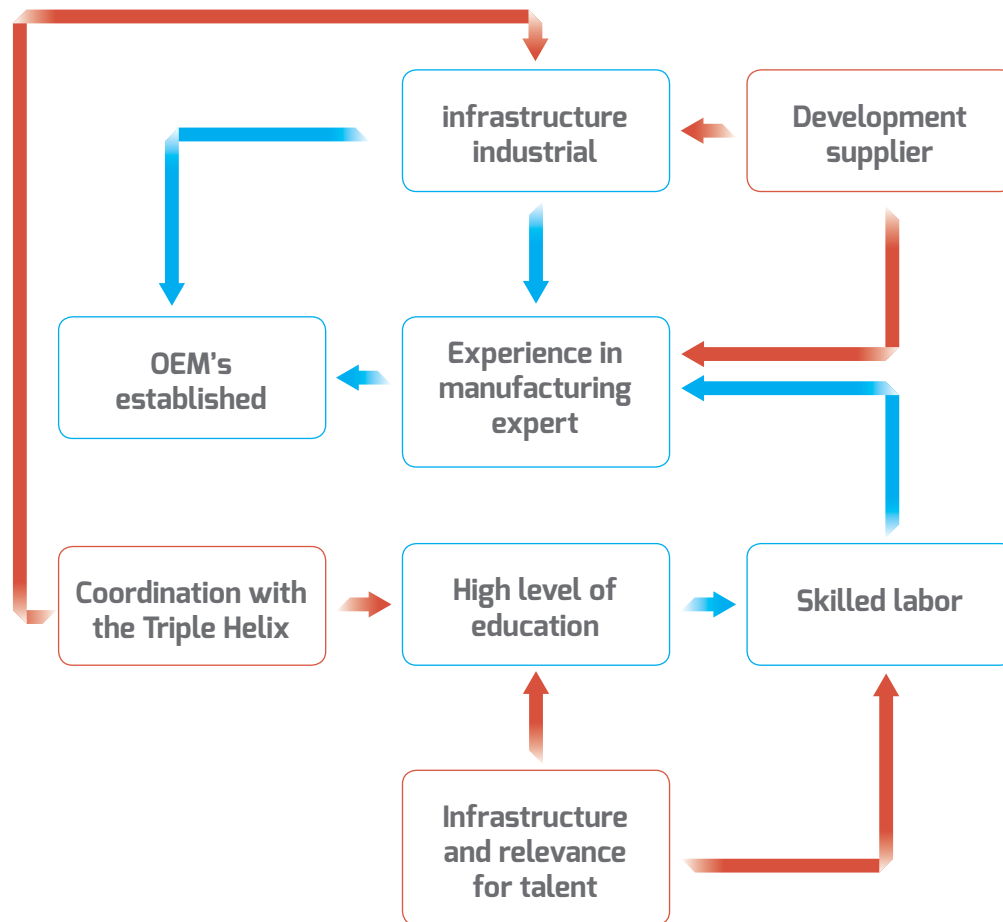 infrastructure
industrial
Development
supplier
OEM’s
established
Experience in
manufacturing
expert
Coordination with
the Triple Helix
High level of
education
Skilled labor
Infrastructure
and relevance
for talent